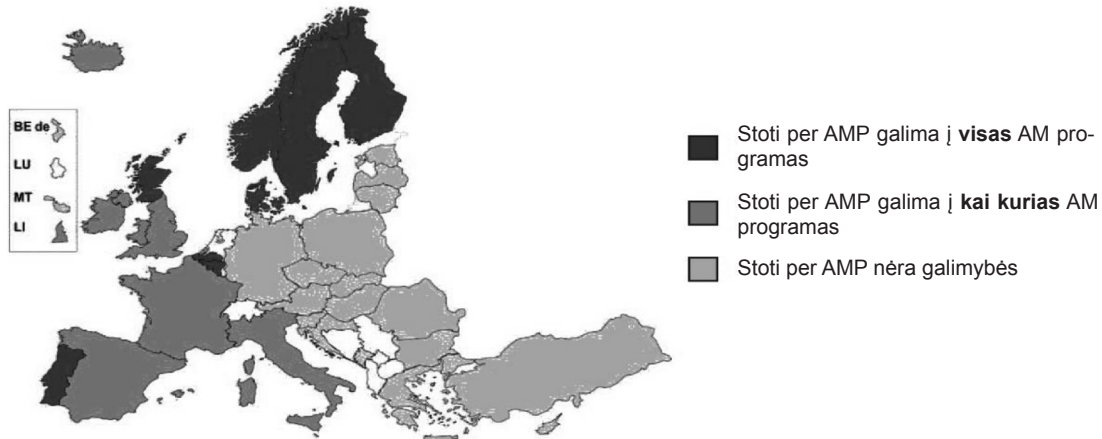 BE de
LU
MT
LI
Stoti per AMP galima į visas AM pro-
gramas
Stoti per AMP galima į kai kurias AM
programas
Stoti per AMP nėra galimybės